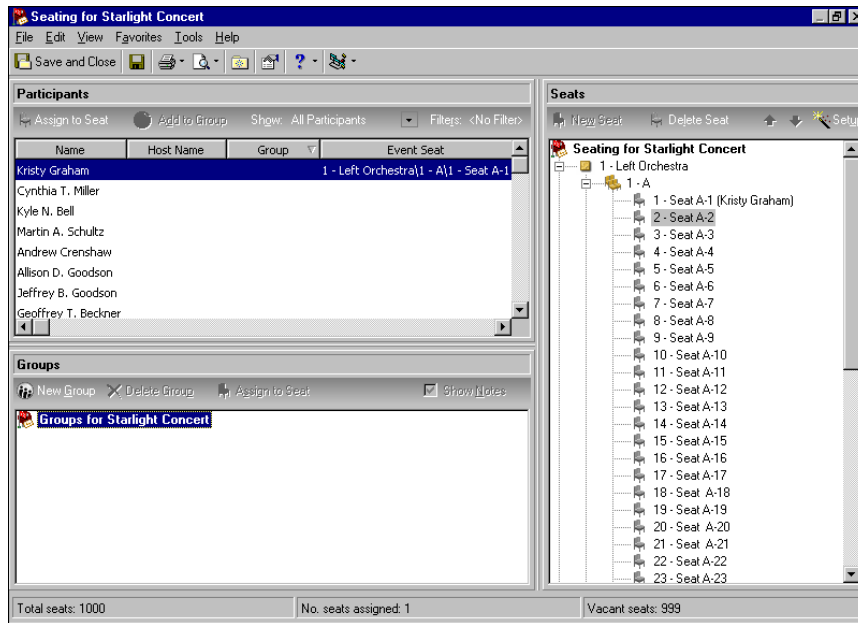 Seating for Starlight Concert
File Edit View Favorites Tools Help
Save and Close
Participants
Assign to Seat Add to Group Show: All Participants Filters: <No Filter>
Name Host Name Group Event Seat
Kristy Graham 1 - Left Orchestra\1 - A\1 - Seat A-1
Cynthia T. Miller
Kyle N. Bell
Martin A. Schultz
Andrew Crenshaw
Allison D. Goodson
Jeffrey B. Goodson
Geoffrey T. Beckner
Groups
New Group Delete Group Assign to Seat Show Notes
Groups for Starlight Concert
Seats
New Seat Delete Seat Setup
Seating for Starlight Concert
1 - Left Orchestra
1 - A
1 - Seat A-1 (Kristy Graham)
2 - Seat A-2
3 - Seat A-3
4 - Seat A-4
5 - Seat A-5
6 - Seat A-6
7 - Seat A-7
8 - Seat A-8
9 - Seat A-9
10 - Seat A-10
11 - Seat A-11
12 - Seat A-12
13 - Seat A-13
14 - Seat A-14
15 - Seat A-15
16 - Seat A-16
17 - Seat A-17
18 - Seat A-18
19 - Seat A-19
20 - Seat A-20
21 - Seat A-21
22 - Seat A-22
23 - Seat A-23
Total seats: 1000 No. seats assigned: 1 Vacant seats: 999